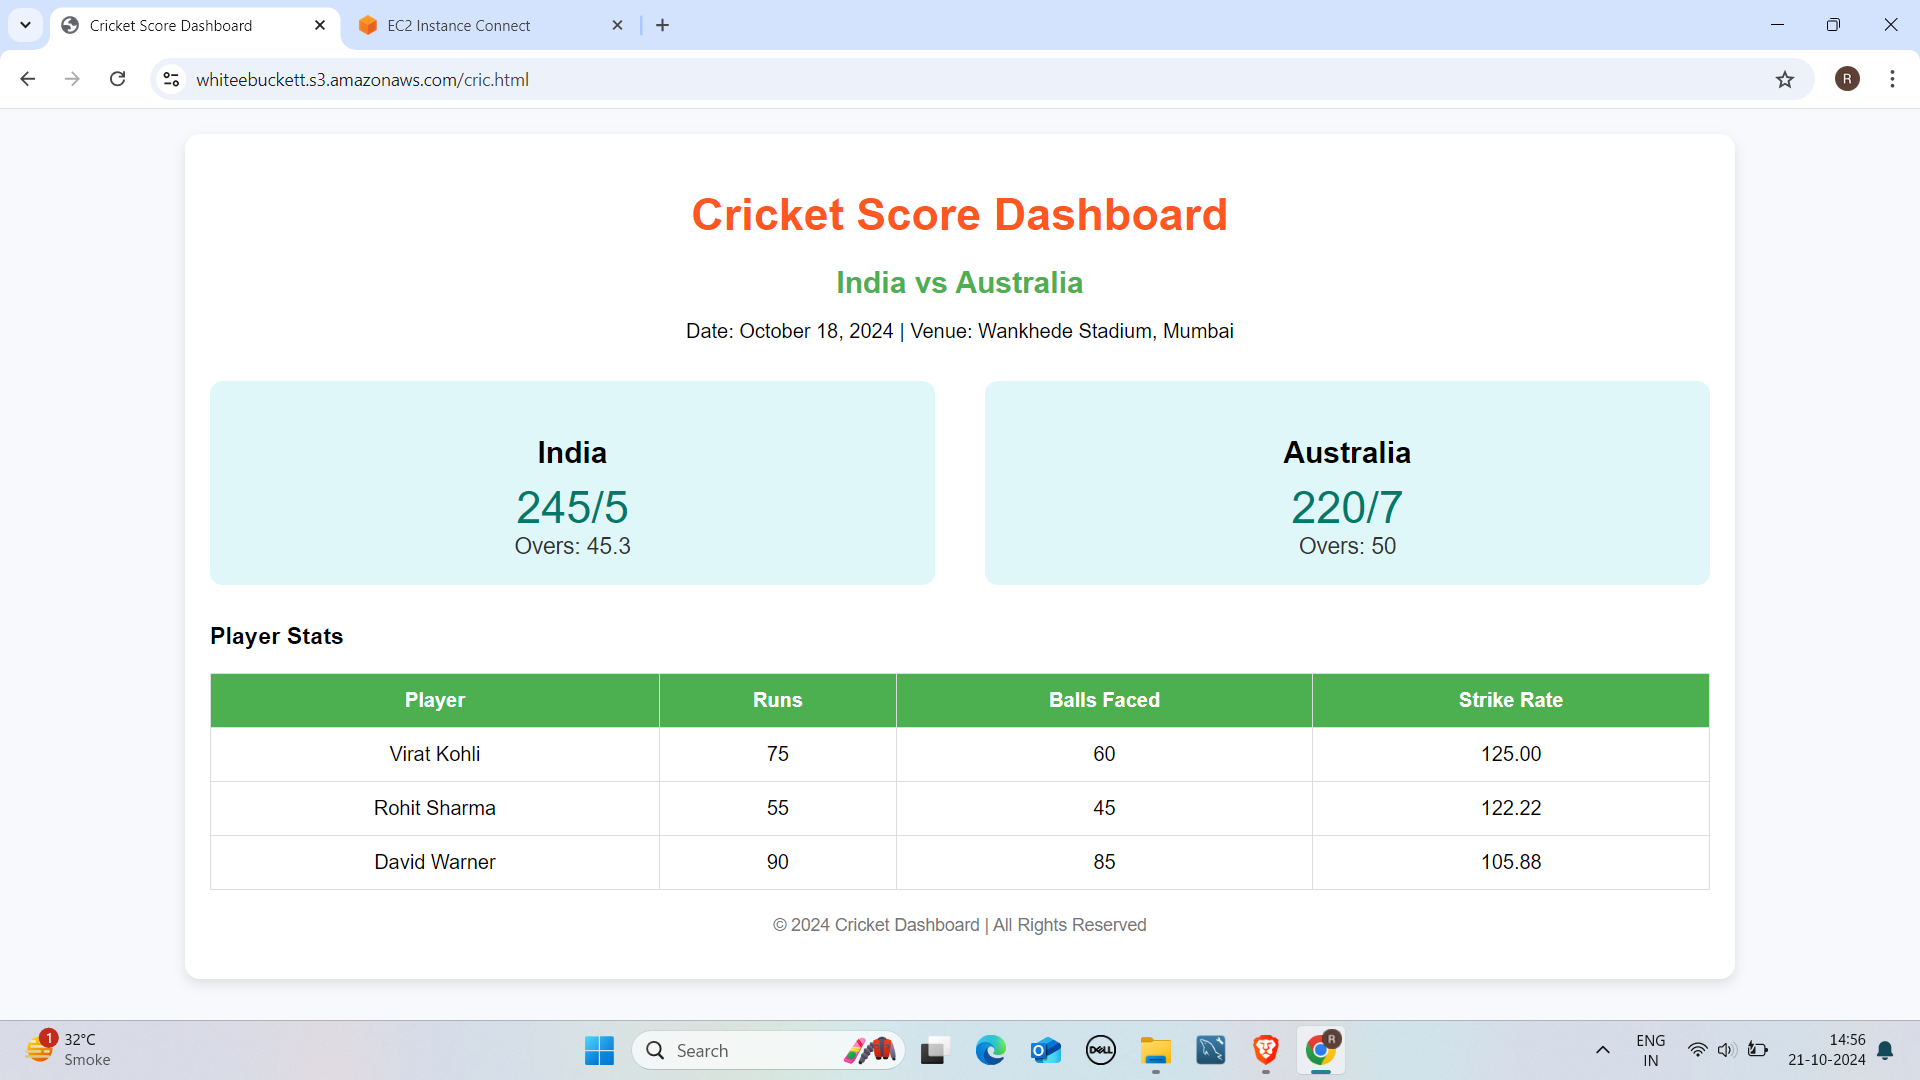 Cricket Score Dashboard
EC2 Instance Connect
whiteebuckett.s3.amazonaws.com/cric.html
R
Cricket Score Dashboard
India vs Australia
Date: October 18, 2024 | Venue: Wankhede Stadium, Mumbai
India
245/5
Overs: 45.3
Australia
220/7
Overs: 50
Player Stats
Player Runs Balls Faced Strike Rate
Virat Kohli 75 60 125.00
Rohit Sharma 55 45 122.22
David Warner 90 85 105.88
© 2024 Cricket Dashboard | All Rights Reserved
1
32°C
Smoke
Search
DELL
R
ENG
IN
14:56
21-10-2024